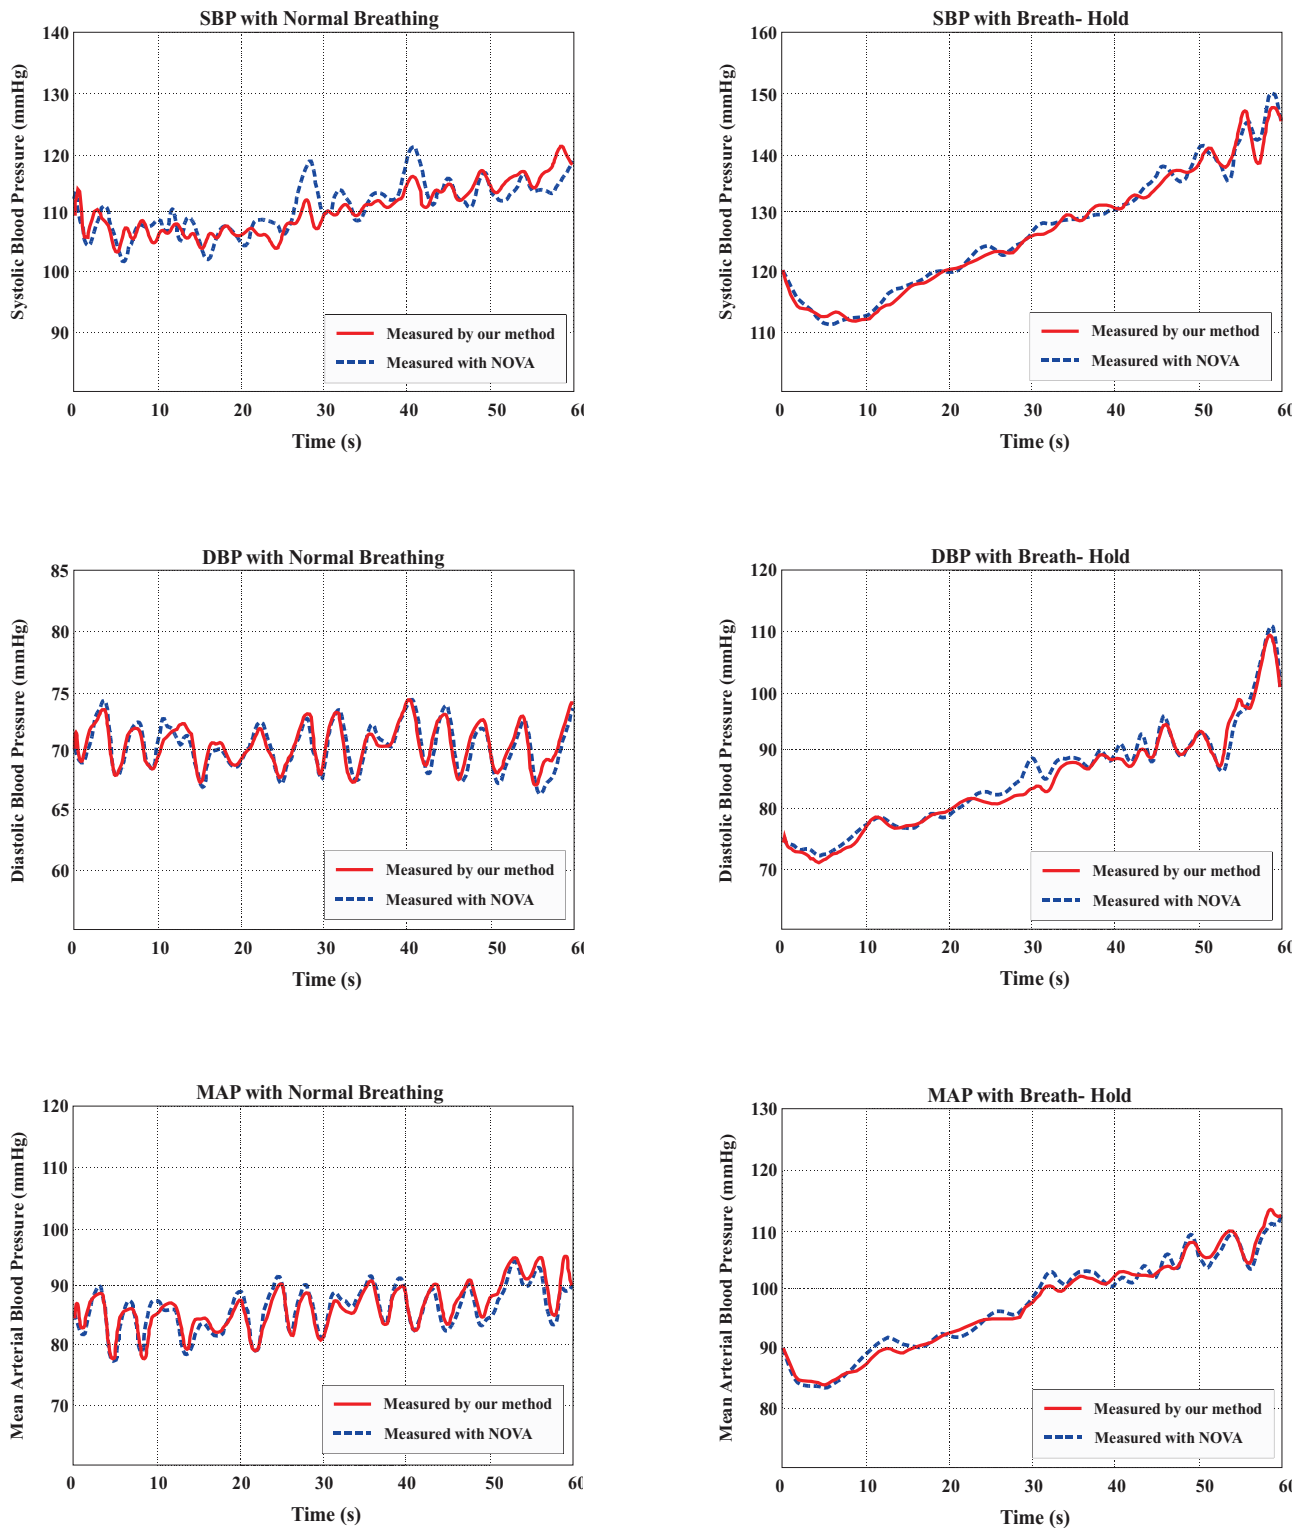 SBP with Normal Breathing
140
130
120
110
100
90
Systolic Blood Pressure (mmHg)
Measured by our method
Measured with NOVA
0 10 20 30 40 50 60
Time (s)
SBP with Breath- Hold
160
150
140
130
120
110
Systolic Blood Pressure (mmHg)
Measured by our method
Measured with NOVA
0 10 20 30 40 50 60
Time (s)
DBP with Normal Breathing
85
80
75
70
65
60
Diastolic Blood Pressure (mmHg)
Measured by our method
Measured with NOVA
0 10 20 30 40 50 60
Time (s)
DBP with Breath- Hold
120
110
100
90
80
70
Diastolic Blood Pressure (mmHg)
Measured by our method
Measured with NOVA
0 10 20 30 40 50 60
Time (s)
MAP with Normal Breathing
120
110
100
90
80
70
Mean Arterial Blood Pressure (mmHg)
Measured by our method
Measured with NOVA
0 10 20 30 40 50 60
Time (s)
MAP with Breath- Hold
130
120
110
100
90
80
Mean Arterial Blood Pressure (mmHg)
Measured by our method
Measured with NOVA
0 10 20 30 40 50 60
Time (s)